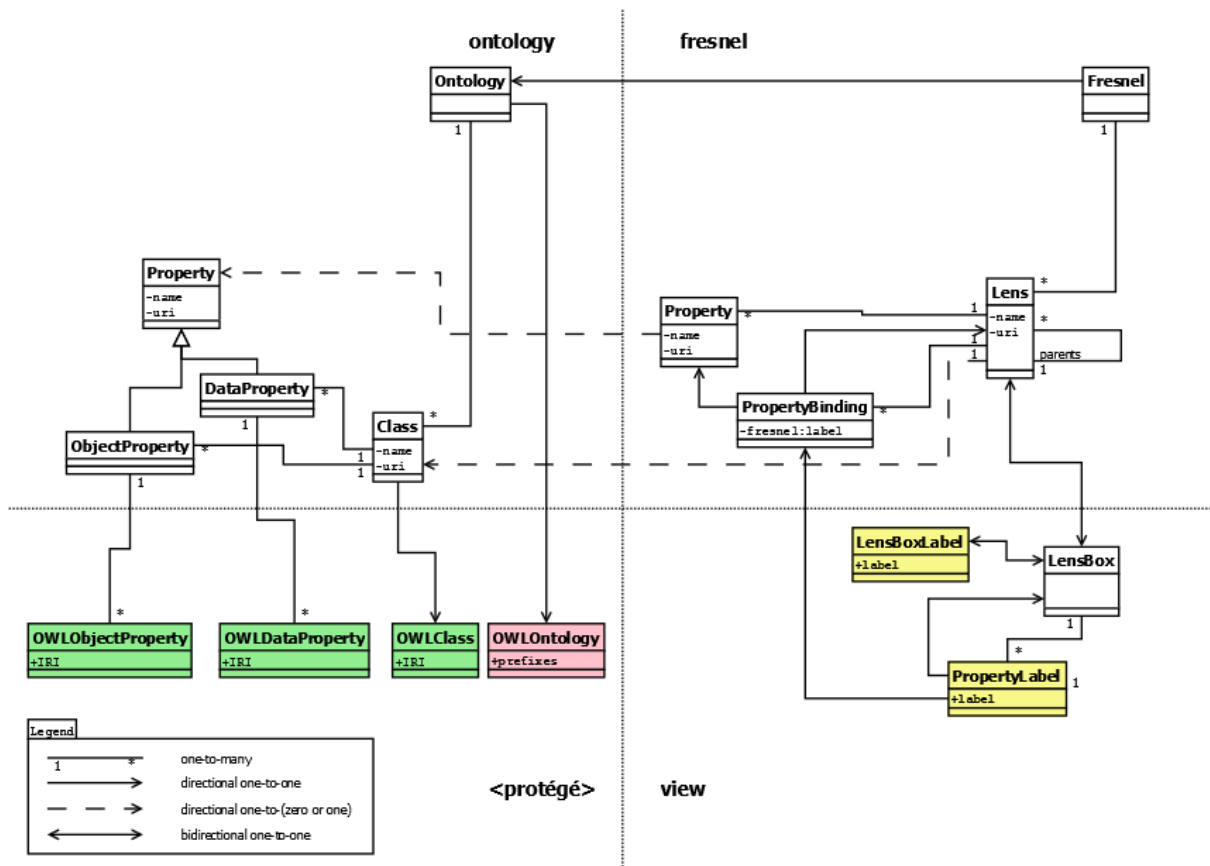 ontology
fresnel
Ontology
1
Fresnel
1
Property
-name
-uri
Property
-name
-uri
*
Lens
-name
-uri
*
*
1
1
1
parents
1
DataProperty
*
1
ObjectProperty
*
1
Class
-name
-uri
*
1
1
PropertyBinding
-fresnel:label
*
LensBoxLabel
+label
LensBox
1
*
*
OWLObjectProperty
+IRI
OWLDataProperty
+IRI
OWLClass
+IRI
OWLOntology
+prefixes
*
PropertyLabel
+label
1
Legend
1 * one-to-many
directional one-to-one
directional one-to-(zero or one)
bidirectional one-to-one
<protégé>
view